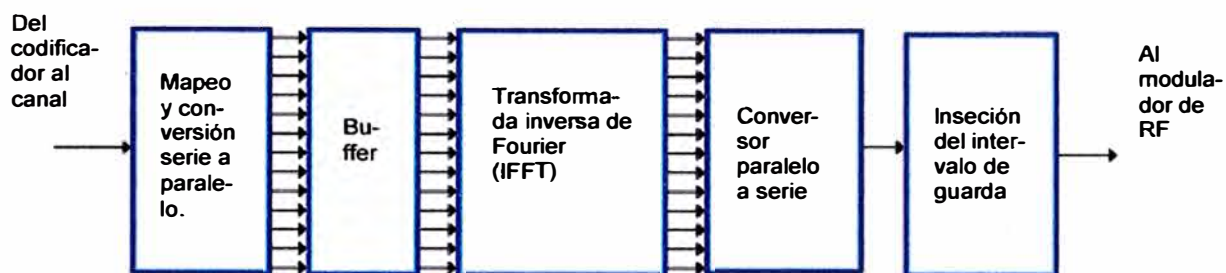 Del
codifica-
dor al
canal
Mapeo
y con-
versión
serie a
parale-
lo.
Bu-
ffer
Transforma-
da inversa de
Fourier
(IFFT)
Conver-
sor
paralelo
a serie
Inseción
del inter-
valo de
guarda
Al
modula-
dor de
RF